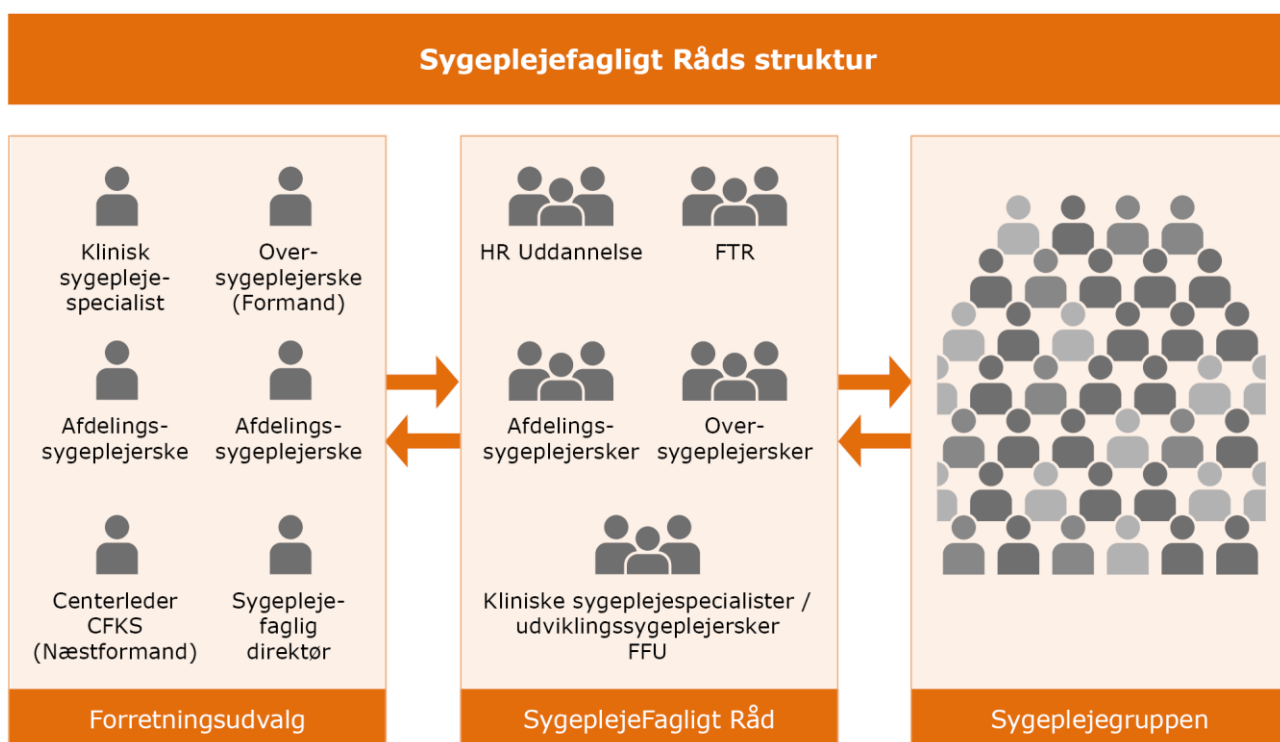 Sygeplejefagligt Råds struktur
Klinisk
sygepleje-
specialist
Over-
sygeplejerske
(Formand)
Afdelings-
sygeplejerske
Afdelings-
sygeplejerske
Centerleder
CFKS
(Næstformand)
Sygepleje-
faglig
direktør
Forretningsudvalg
HR Uddannelse
FTR
Afdelings-
sygeplejersker
Over-
sygeplejersker
Kliniske sygeplejespecialister /
udviklingssygeplejersker
FFU
SygeplejeFagligt Råd
Sygeplejegruppen